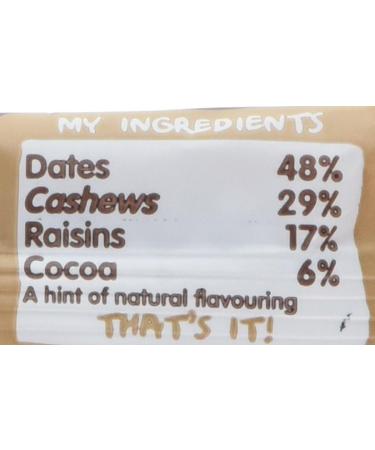 MY INGREDIENTS
Dates 48%
Cashews 29%
Raisins 17%
Cocoa 6%
A hint of natural flavouring
THAT'S IT!